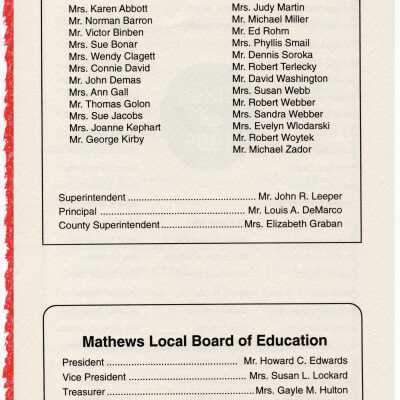 Mrs. Karen Abbott
Mr. Norman Barron
Mr. Victor Binben
Mrs. Sue Bonar
Mrs. Wendy Clagett
Mrs. Connie David
Mr. John Demas
Mrs. Ann Gall
Mr. Thomas Golon
Mrs. Sue Jacobs
Mrs. Joanne Kephart
Mr. George Kirby
Mrs. Judy Martin
Mr. Michael Miller
Mr. Ed Rohm
Mrs. Phyllis Smail
Mr. Dennis Soroka
Mr. Robert Terlecky
Mr. David Washington
Mrs. Susan Webb
Mr. Robert Webber
Mrs. Sandra Webber
Mrs. Evelyn Wlodarski
Mr. Robert Woytek
Mr. Michael Zador
Superintendent ........................................ Mr. John R. Leeper
Principal ............................................. Mr. Louis A. DeMarco
County Superintendent ......................... Mrs. Elizabeth Graban
Mathews Local Board of Education
President ........................................ Mr. Howard C. Edwards
Vice President .................................... Mrs. Susan L. Lockard
Treasurer ............................................. Mrs. Gayle M. Hulton